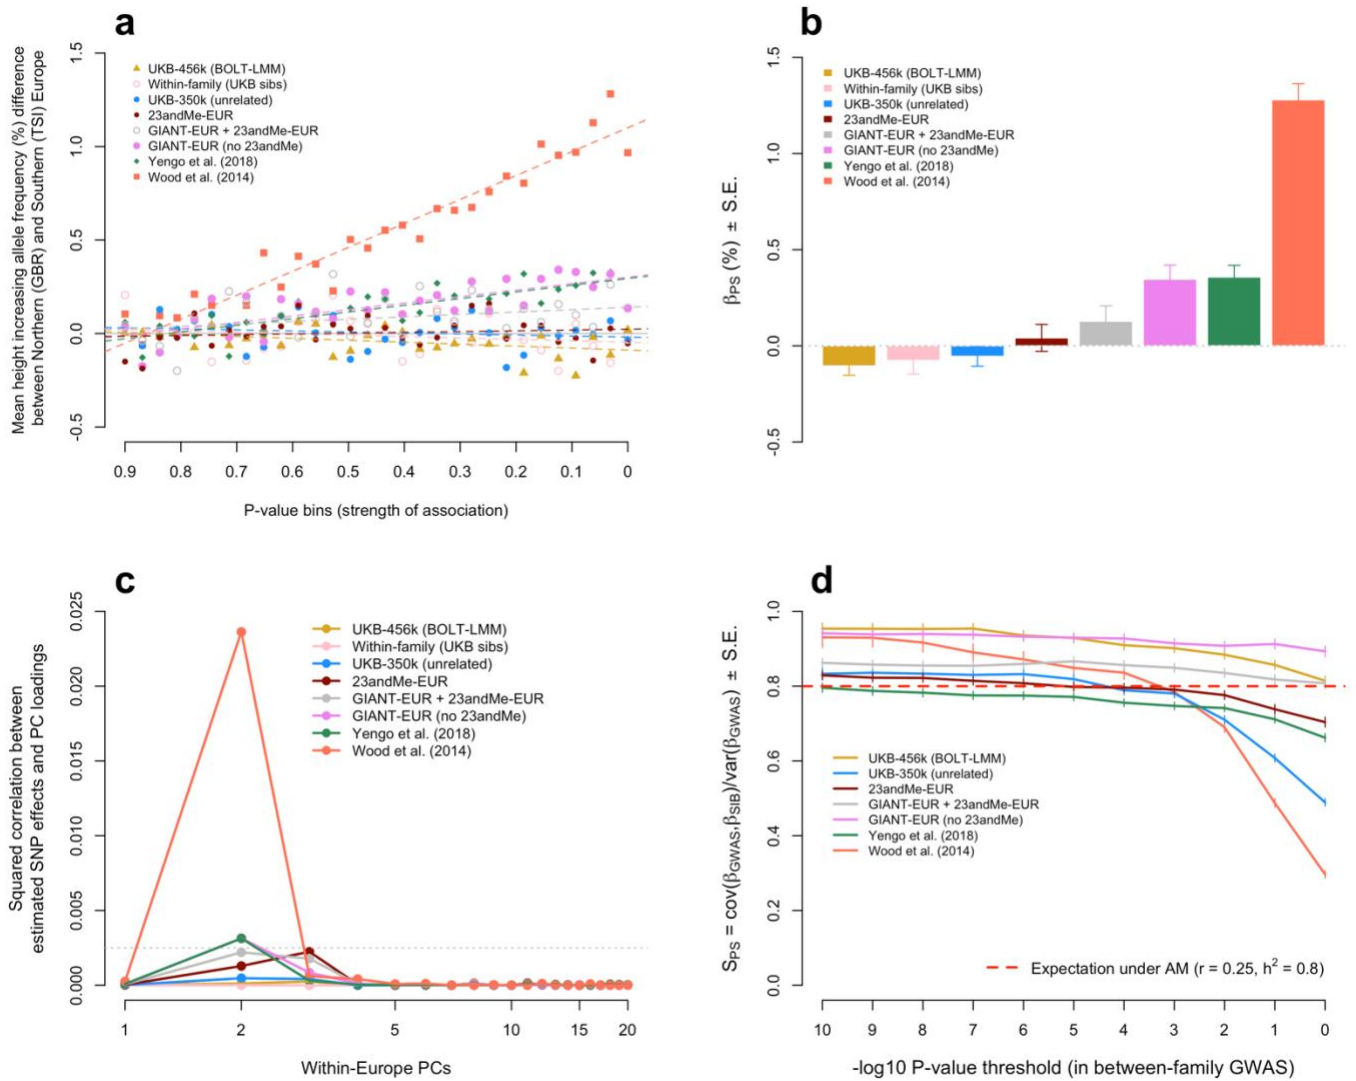 a
Mean height increasing allele frequency (%) difference
between Northern (GBR) and Southern (TSI) Europe
1.5
1.0
0.5
0.0
-0.5
UKB-456k (BOLT-LMM)
Within-family (UKB sibs)
UKB-350k (unrelated)
23andMe-EUR
GIANT-EUR + 23andMe-EUR
GIANT-EUR (no 23andMe)
Yengo et al. (2018)
Wood et al. (2014)
0.9 0.8 0.7 0.6 0.5 0.4 0.3 0.2 0.1 0
P-value bins (strength of association)
b
βPS (%) ± S.E.
1.5
1.0
0.5
0.0
-0.5
UKB-456k (BOLT-LMM)
Within-family (UKB sibs)
UKB-350k (unrelated)
23andMe-EUR
GIANT-EUR + 23andMe-EUR
GIANT-EUR (no 23andMe)
Yengo et al. (2018)
Wood et al. (2014)
c
Squared correlation between
estimated SNP effects and PC loadings
0.025
0.020
0.015
0.010
0.005
0.000
UKB-456k (BOLT-LMM)
Within-family (UKB sibs)
UKB-350k (unrelated)
23andMe-EUR
GIANT-EUR + 23andMe-EUR
GIANT-EUR (no 23andMe)
Yengo et al. (2018)
Wood et al. (2014)
1 2 5 10 15 20
Within-Europe PCs
d
SPS = cov(βGWAS,βSIB)/var(βGWAS) ± S.E.
1.0
0.8
0.6
0.4
0.2
0.0
UKB-456k (BOLT-LMM)
UKB-350k (unrelated)
23andMe-EUR
GIANT-EUR + 23andMe-EUR
GIANT-EUR (no 23andMe)
Yengo et al. (2018)
Wood et al. (2014)
Expectation under AM (r = 0.25, h² = 0.8)
10 9 8 7 6 5 4 3 2 1 0
-log10 P-value threshold (in between-family GWAS)